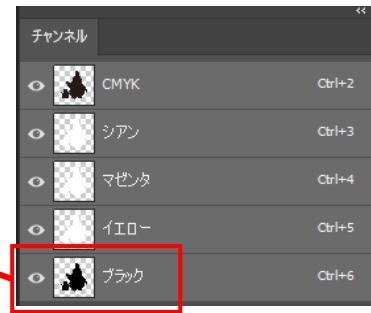 チャンネル
CMYK Ctrl+2
シアン Ctrl+3
マゼンタ Ctrl+4
イエロー Ctrl+5
ブラック Ctrl+6